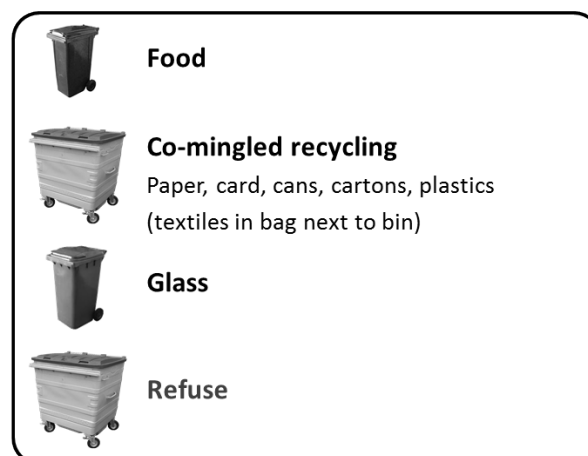 Food
Co-mingled recycling
Paper, card, cans, cartons, plastics
(textiles in bag next to bin)
Glass
Refuse